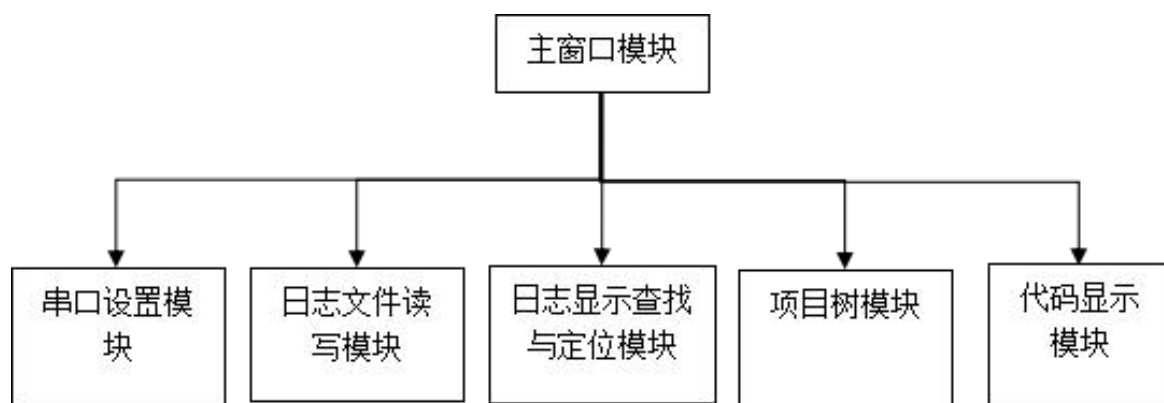 主窗口模块
串口设置模
块
日志文件读
写模块
日志显示查找
与定位模块
项目树模块
代码显示
模块